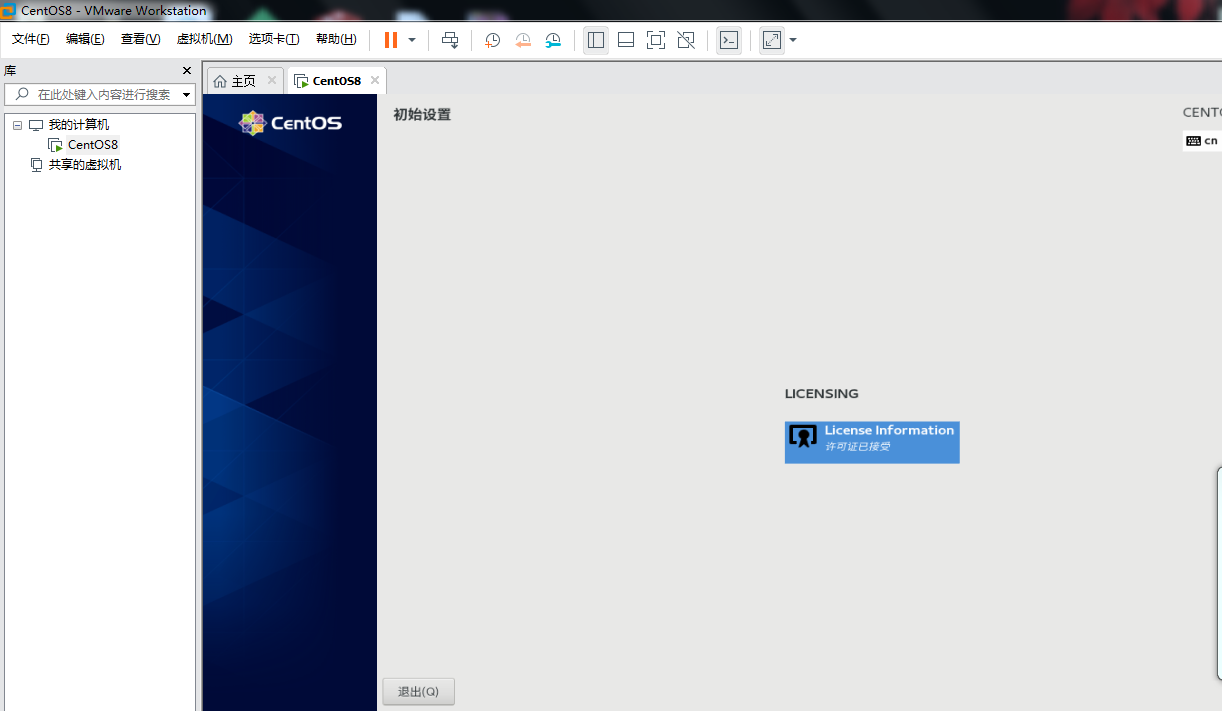 CentOS8 - VMware Workstation
文件(F) 编辑(E) 查看(V) 虚拟机(M) 选项卡(T) 帮助(H)
库
在此处键入内容进行搜索
我的计算机
CentOS8
共享的虚拟机
主页 CentOS8
CentOS
初始设置
CENTO
cn
LICENSING
License Information
许可证已接受
退出(Q)